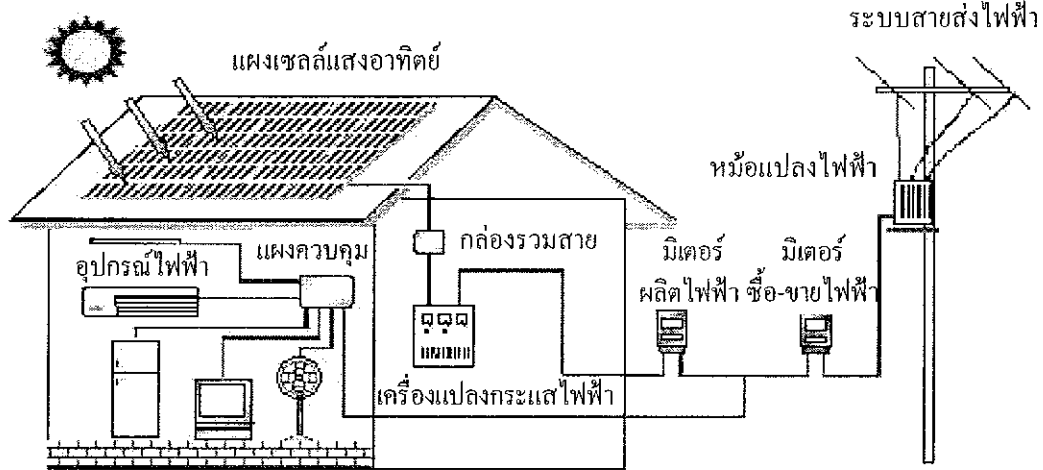 ระบบสายส่งไฟฟ้า
แผงเซลล์แสงอาทิตย์
หม้อแปลงไฟฟ้า
กล่องรวมสาย
มิเตอร์
ผลิตไฟฟ้า
มิเตอร์
ซื้อ-ขายไฟฟ้า
แผงควบคุม
อุปกรณ์ไฟฟ้า
เครื่องแปลงกระแสไฟฟ้า